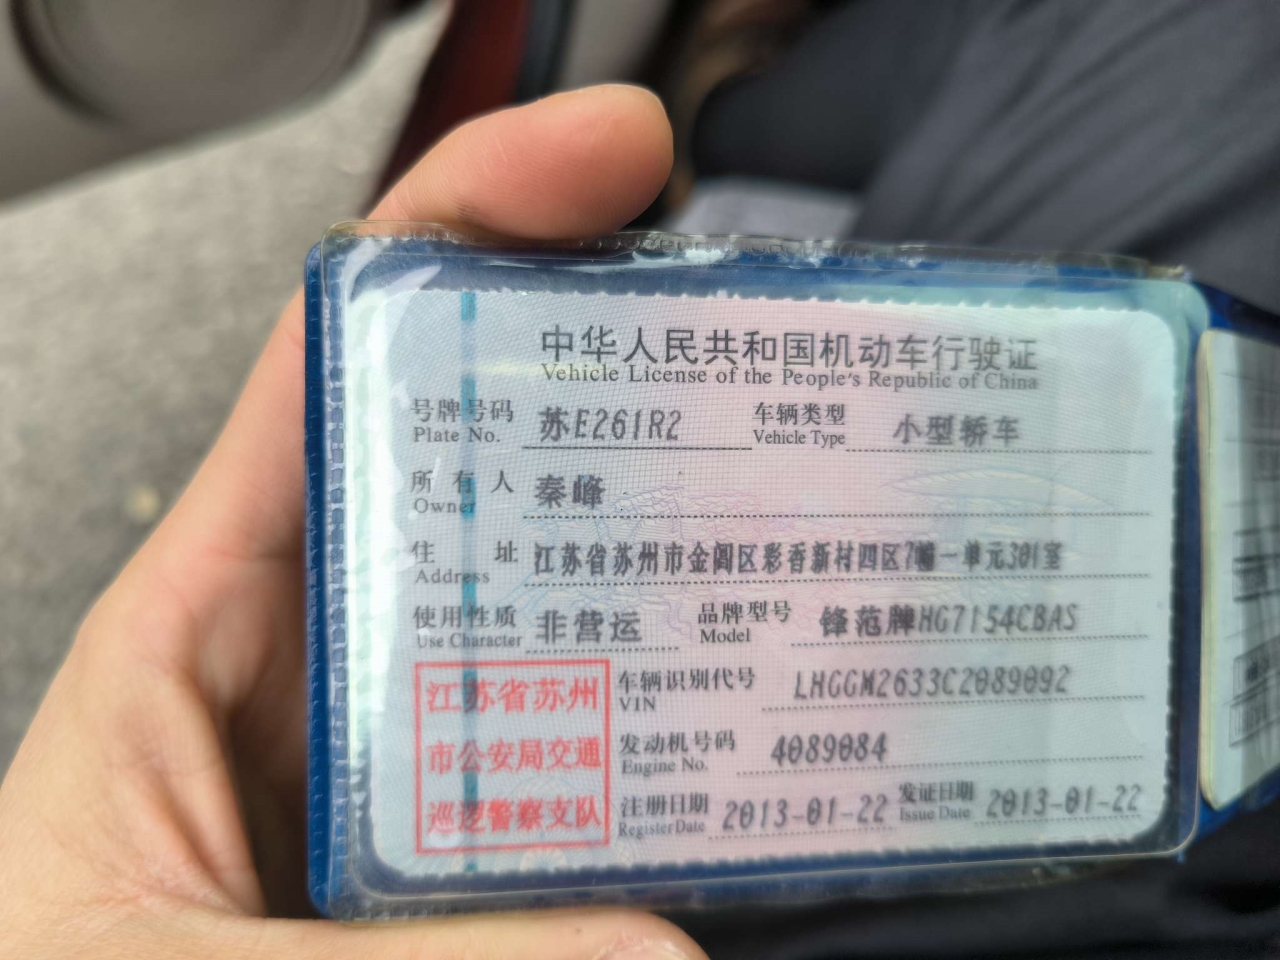 中华人民共和国机动车行驶证
Vehicle License of the People's Republic of China
号牌号码 苏E261R2 车辆类型 小型轿车
Plate No. Vehicle Type
所有人 秦峰
Owner
住址 江苏省苏州市金阊区彩香新村四区7幢一单元301室
Address
使用性质 非营运 品牌型号 锋范牌HG7154CBAS
Use Character Model
江苏省苏州
市公安局交通
巡逻警察支队
车辆识别代号 LHGGM2633C2089092
VIN
发动机号码 4089084
Engine No.
注册日期 2013-01-22 发证日期 2013-01-22
Register Date Issue Date